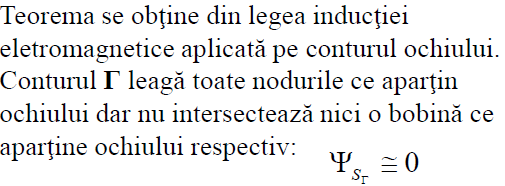 Teorema se obţine din legea inducţiei
eletromagnetice aplicată pe conturul ochiului.
Conturul Γ leagă toate nodurile ce aparţin
ochiului dar nu intersectează nici o bobină ce
aparţine ochiului respectiv: Ψ_{S_Γ} ≅ 0